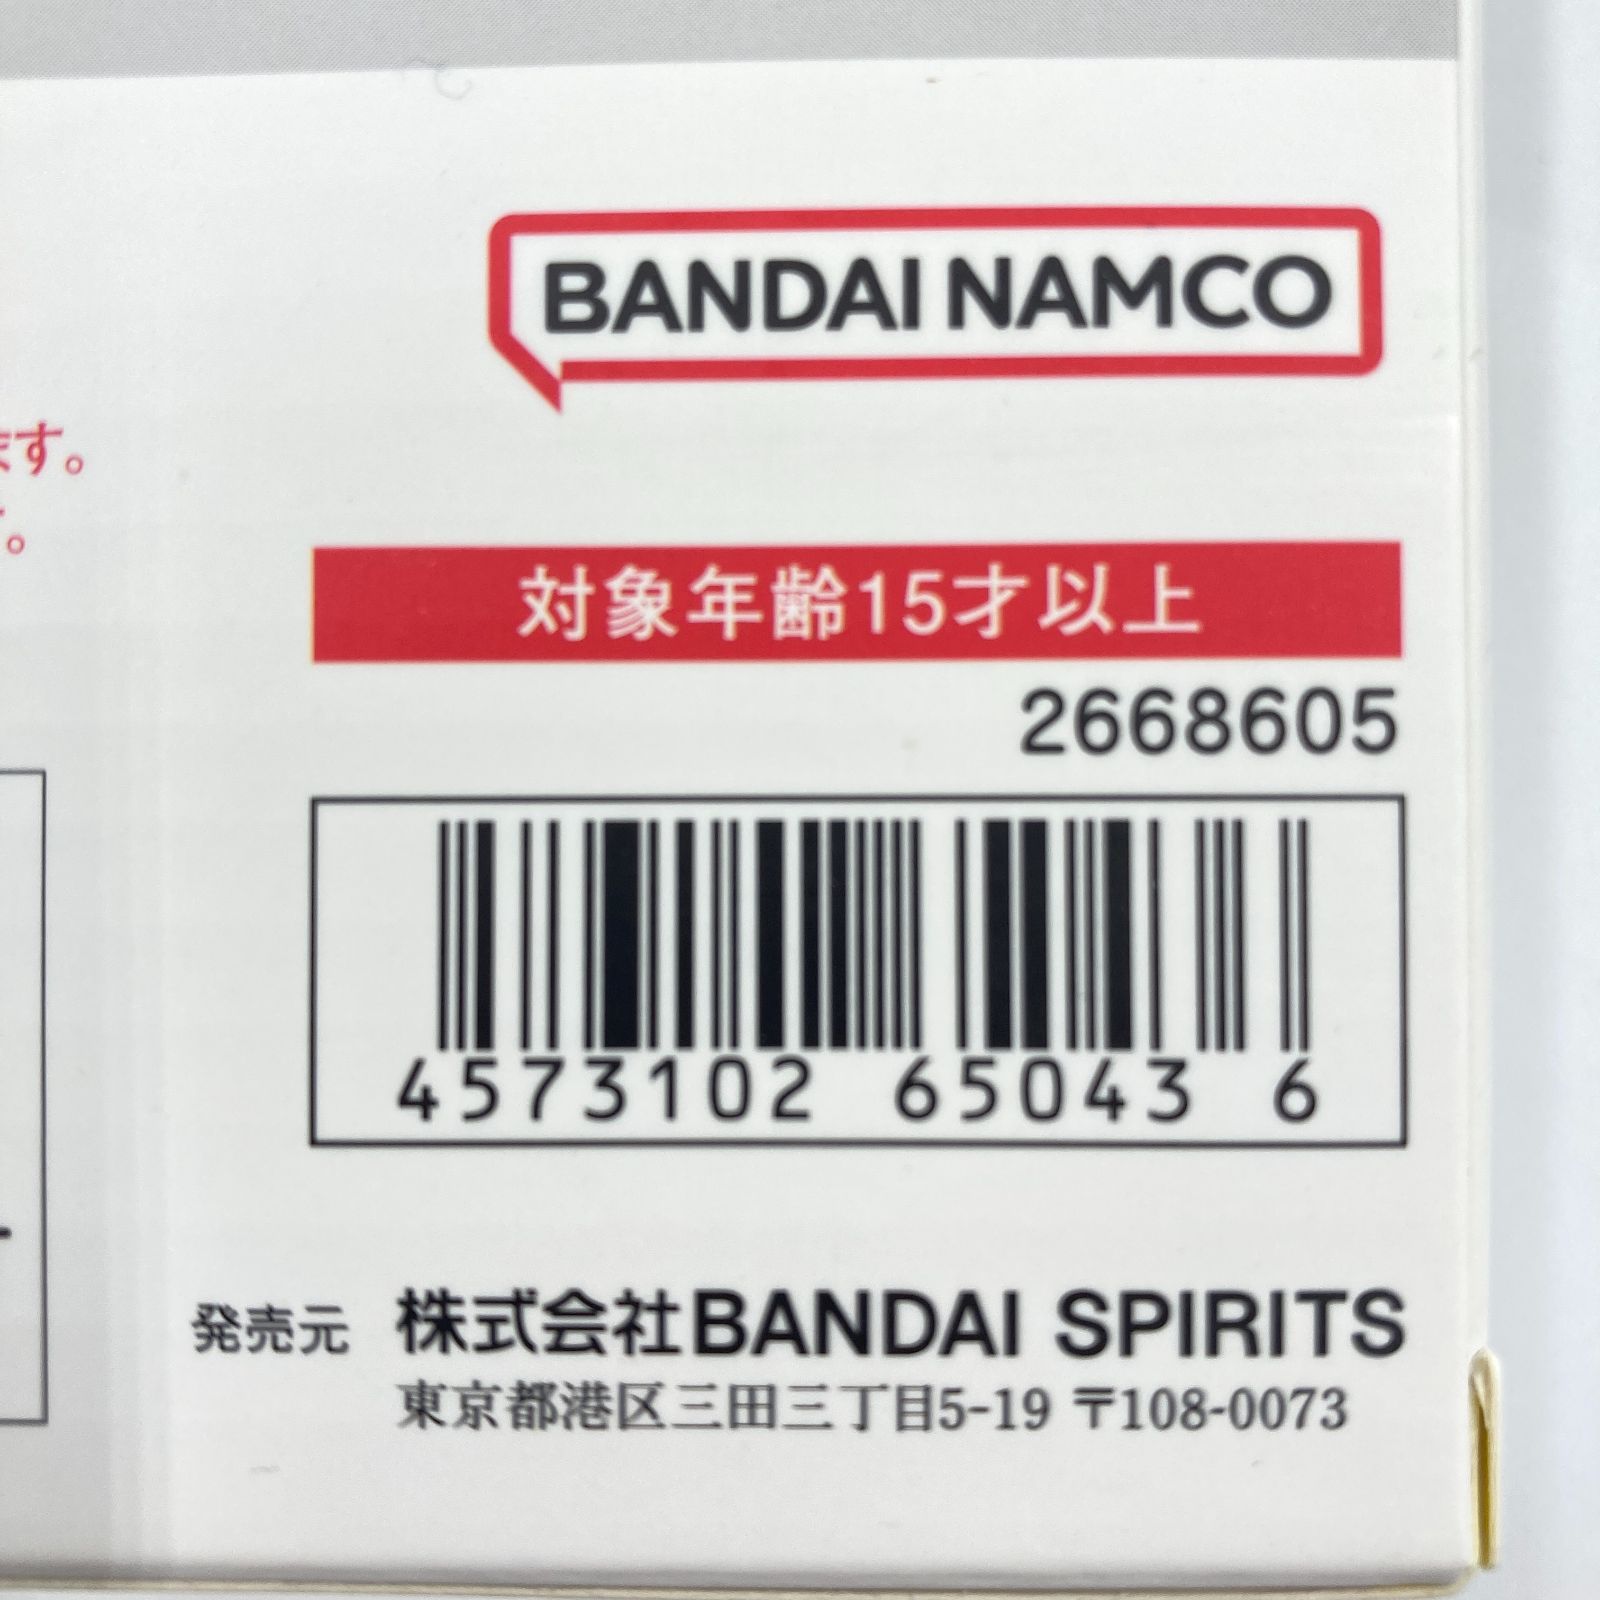 BANDAI NAMCO
ます。
。
対象年齢15才以上
2668605
4573102 65043 6
発売元 株式会社BANDAI SPIRITS
東京都港区三田三丁目5-19 〒108-0073